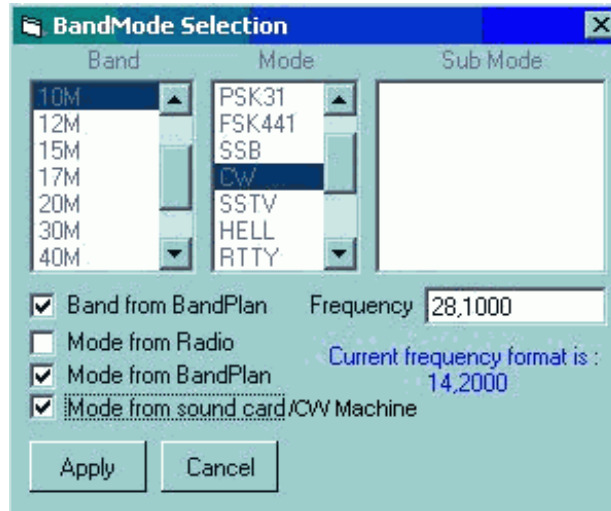 BandMode Selection
Band
Mode
Sub Mode
10M
12M
15M
17M
20M
30M
40M
PSK31
FSK441
SSB
CW
SSTV
HELL
RTTY
Band from BandPlan
Frequency 28,1000
Mode from Radio
Mode from BandPlan
Mode from sound card/CW Machine
Current frequency format is :
14,2000
Apply
Cancel